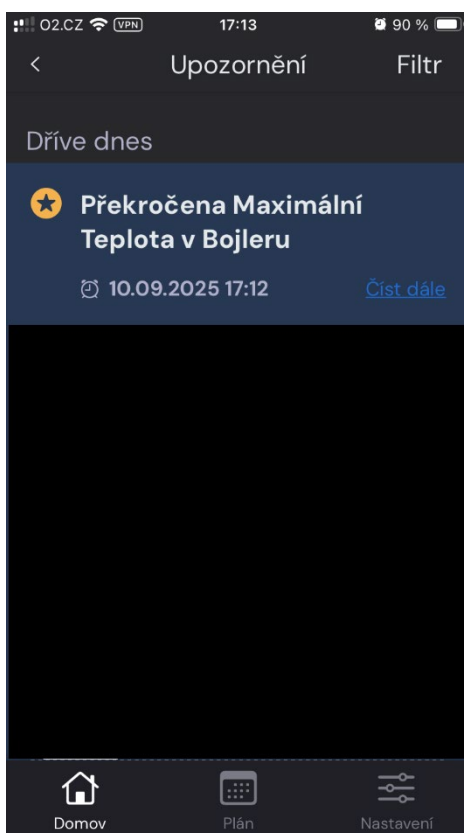 O2.CZ VPN 17:13 90 %
Upozornění Filtr
Dříve dnes
Překročena Maximální
Teplota v Bojleru
10.09.2025 17:12 Číst dále
Domov Plán Nastavení